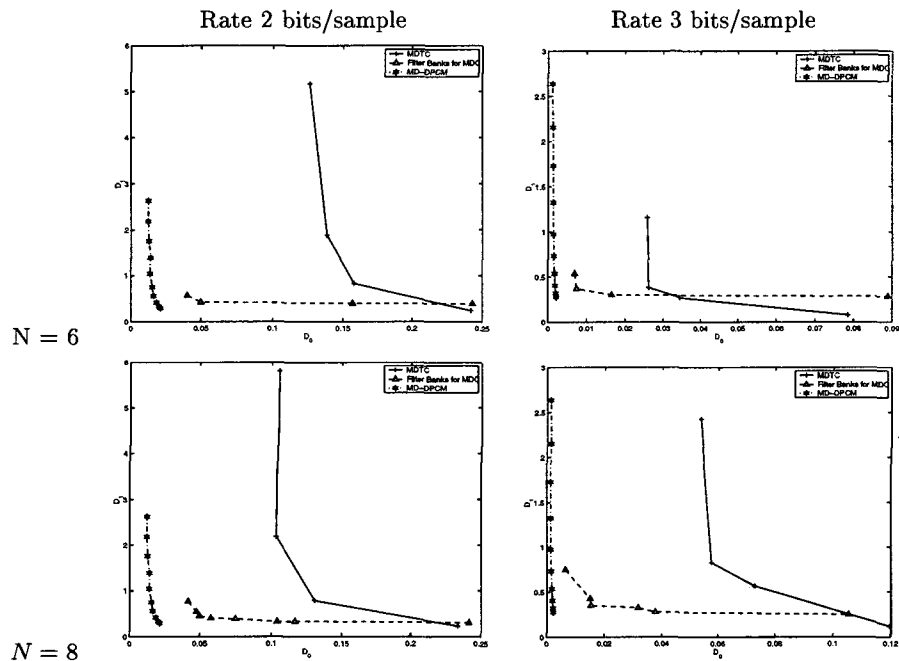 Rate 2 bits/sample
Rate 3 bits/sample
6
5
4
3
2
1
0
D₁
MDTC
Filter Banks for MDC
MD-DPCM
0
0.05
0.1
0.15
0.2
0.25
D₀
3
2.5
2
1.5
1
0.5
0
D₁
MDTC
Filter Banks for MDC
MD-DPCM
0
0.01
0.02
0.03
0.04
0.05
0.06
0.07
0.08
0.09
D₀
N = 6
6
5
4
3
2
1
0
D₁
MDTC
Filter Banks for MDC
MD-DPCM
0
0.05
0.1
0.15
0.2
0.25
D₀
3
2.5
2
1.5
1
0.5
0
D₁
MDTC
Filter Banks for MDC
MD-DPCM
0
0.02
0.04
0.06
0.08
0.1
0.12
D₀
N = 8